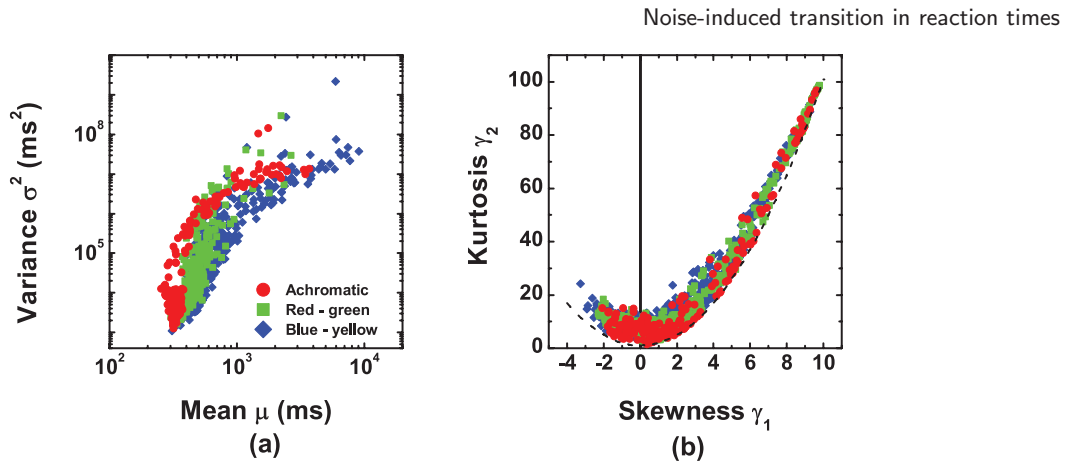 Noise-induced transition in reaction times
Variance σ² (ms²)
10⁸
10⁵
Achromatic
Red - green
Blue - yellow
10² 10³ 10⁴
Mean μ (ms)
(a)
Kurtosis γ₂
100
80
60
40
20
0
-4 -2 0 2 4 6 8 10
Skewness γ₁
(b)